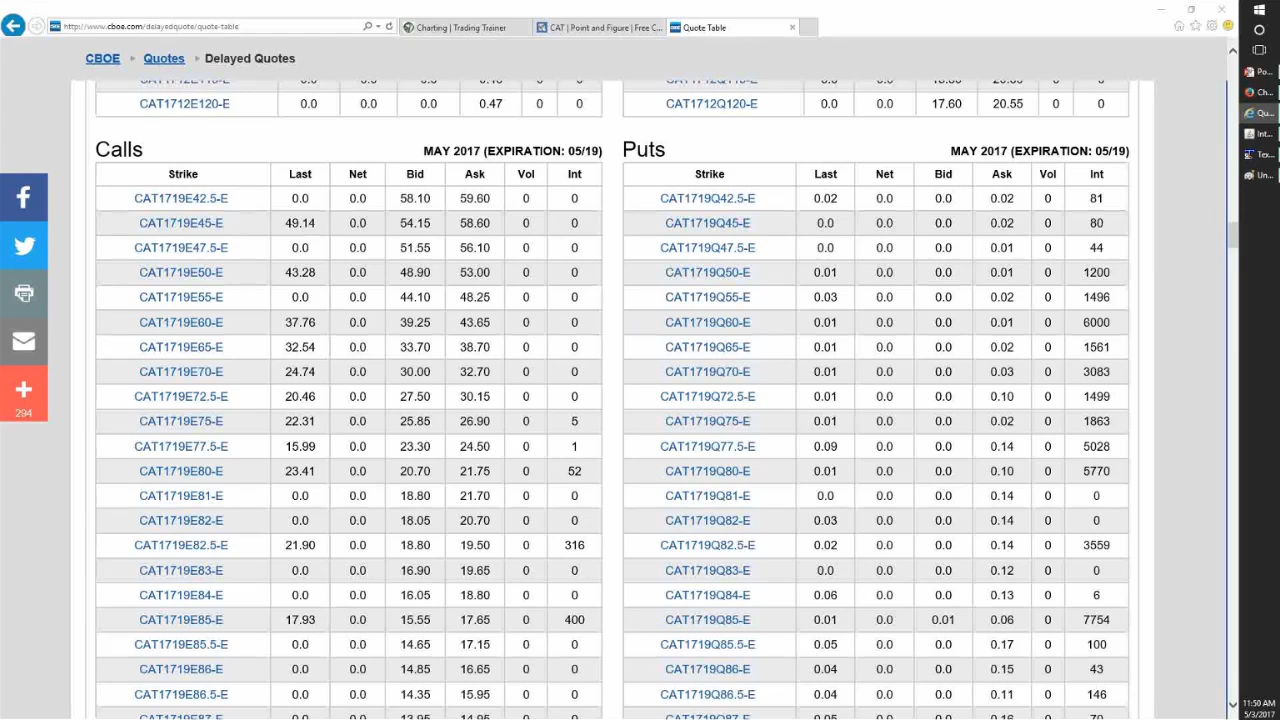 http://www.cboe.com/delayedquote/quote-table
Charting | Trading Trainer
CAT | Point and Figure | Free C...
Quote Table
CBOE Quotes Delayed Quotes
CAT1712E120-E 0.0 0.0 0.0 0.47 0 0 CAT1712Q120-E 0.0 0.0 17.60 20.55 0 0
Calls MAY 2017 (EXPIRATION: 05/19) Puts MAY 2017 (EXPIRATION: 05/19)
Strike Last Net Bid Ask Vol Int Strike Last Net Bid Ask Vol Int
CAT1719E42.5-E 0.0 0.0 58.10 59.60 0 0 CAT1719Q42.5-E 0.02 0.0 0.0 0.02 0 81
CAT1719E45-E 49.14 0.0 54.15 58.60 0 0 CAT1719Q45-E 0.0 0.0 0.0 0.02 0 80
CAT1719E47.5-E 0.0 0.0 51.55 56.10 0 0 CAT1719Q47.5-E 0.0 0.0 0.0 0.01 0 44
CAT1719E50-E 43.28 0.0 48.90 53.00 0 0 CAT1719Q50-E 0.01 0.0 0.0 0.01 0 1200
CAT1719E55-E 0.0 0.0 44.10 48.25 0 0 CAT1719Q55-E 0.03 0.0 0.0 0.02 0 1496
CAT1719E60-E 37.76 0.0 39.25 43.65 0 0 CAT1719Q60-E 0.01 0.0 0.0 0.01 0 6000
CAT1719E65-E 32.54 0.0 33.70 38.70 0 0 CAT1719Q65-E 0.01 0.0 0.0 0.02 0 1561
CAT1719E70-E 24.74 0.0 30.00 32.70 0 0 CAT1719Q70-E 0.01 0.0 0.0 0.03 0 3083
CAT1719E72.5-E 20.46 0.0 27.50 30.15 0 0 CAT1719Q72.5-E 0.01 0.0 0.0 0.10 0 1499
CAT1719E75-E 22.31 0.0 25.85 26.90 0 5 CAT1719Q75-E 0.01 0.0 0.0 0.02 0 1863
CAT1719E77.5-E 15.99 0.0 23.30 24.50 0 1 CAT1719Q77.5-E 0.09 0.0 0.0 0.14 0 5028
CAT1719E80-E 23.41 0.0 20.70 21.75 0 52 CAT1719Q80-E 0.01 0.0 0.0 0.10 0 5770
CAT1719E81-E 0.0 0.0 18.80 21.70 0 0 CAT1719Q81-E 0.0 0.0 0.0 0.14 0 0
CAT1719E82-E 0.0 0.0 18.05 20.70 0 0 CAT1719Q82-E 0.03 0.0 0.0 0.14 0 0
CAT1719E82.5-E 21.90 0.0 18.80 19.50 0 316 CAT1719Q82.5-E 0.02 0.0 0.0 0.14 0 3559
CAT1719E83-E 0.0 0.0 16.90 19.65 0 0 CAT1719Q83-E 0.0 0.0 0.0 0.12 0 0
CAT1719E84-E 0.0 0.0 16.05 18.80 0 0 CAT1719Q84-E 0.06 0.0 0.0 0.13 0 6
CAT1719E85-E 17.93 0.0 15.55 17.65 0 400 CAT1719Q85-E 0.01 0.0 0.01 0.06 0 7754
CAT1719E85.5-E 0.0 0.0 14.65 17.15 0 0 CAT1719Q85.5-E 0.05 0.0 0.0 0.17 0 100
CAT1719E86-E 0.0 0.0 14.85 16.65 0 0 CAT1719Q86-E 0.04 0.0 0.0 0.15 0 43
CAT1719E86.5-E 0.0 0.0 14.35 15.95 0 0 CAT1719Q86.5-E 0.04 0.0 0.0 0.11 0 146
294
Po...
Ch...
Qu...
Int...
Tex...
Un...
11:50 AM
5/3/2017